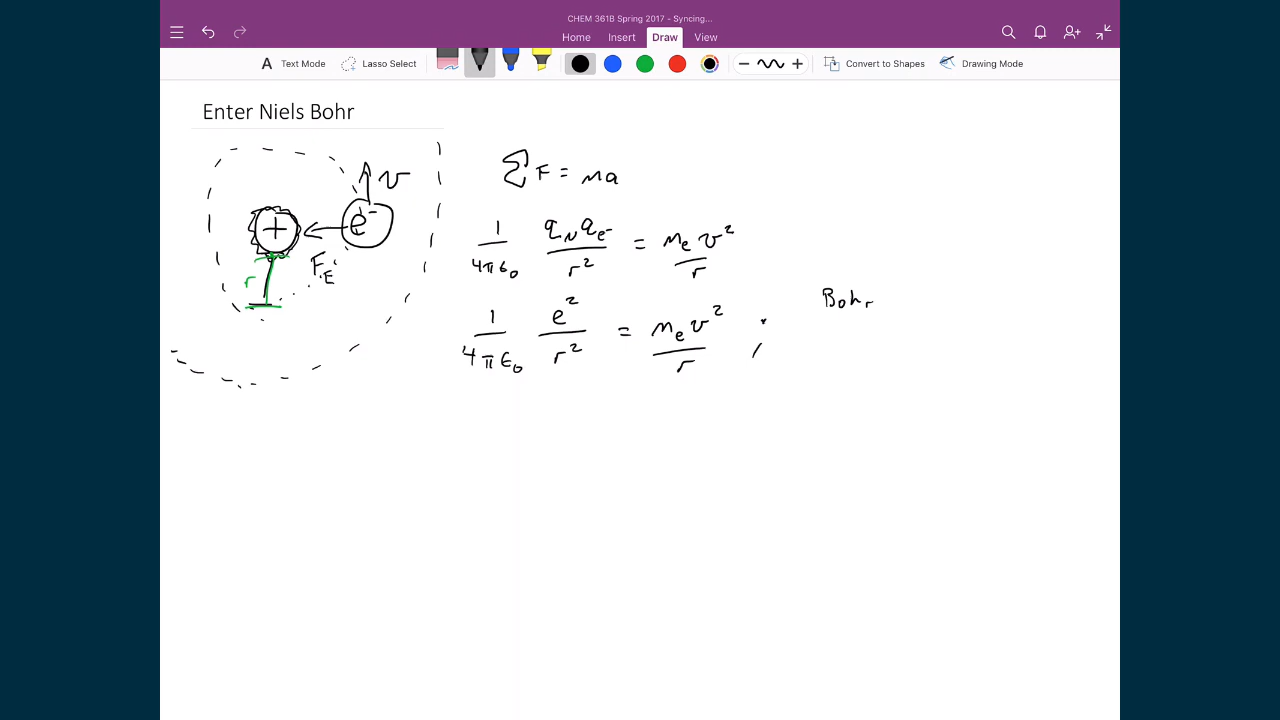 CHEM 361B Spring 2017 - Syncing...
Home Insert Draw View
A Text Mode Lasso Select Convert to Shapes Drawing Mode
Enter Niels Bohr
+ e⁻ v
F_E
r
∑F = ma
1/(4πε₀) q_N q_e⁻/r² = m_e v²/r
1/(4πε₀) e²/r² = m_e v²/r ;
Bohr